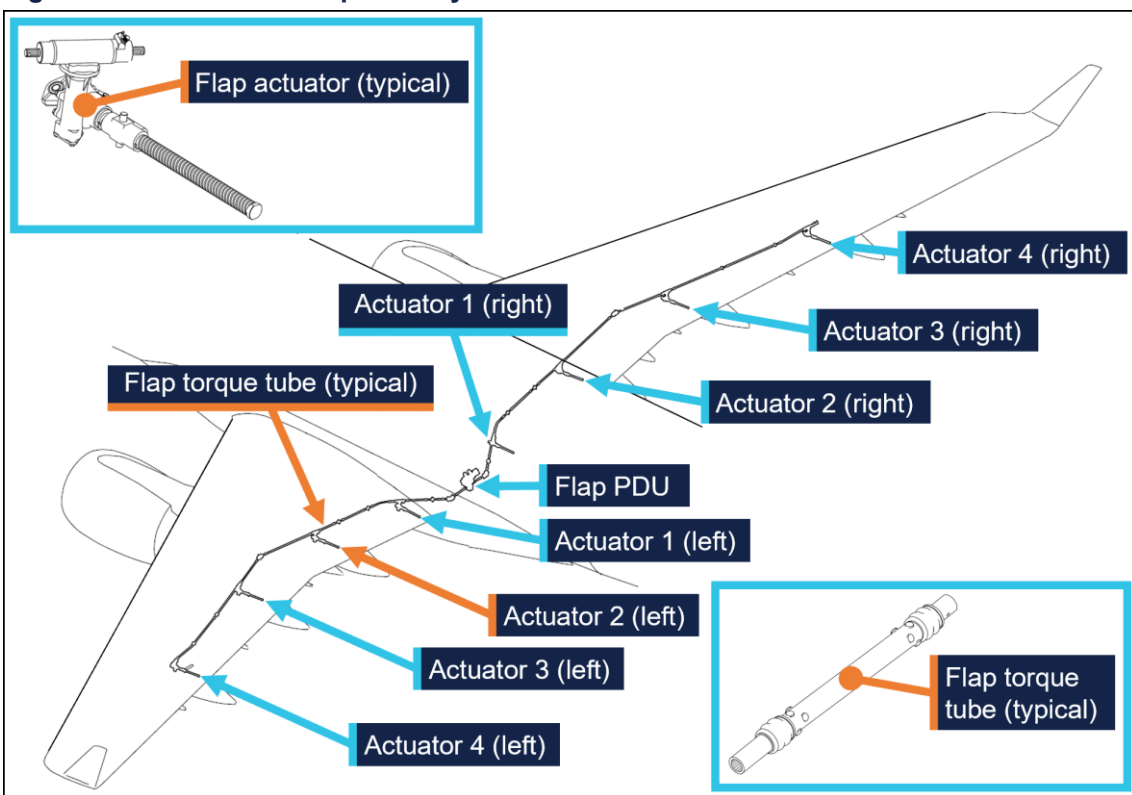 Flap actuator (typical)
Actuator 4 (right)
Actuator 1 (right)
Actuator 3 (right)
Flap torque tube (typical)
Actuator 2 (right)
Flap PDU
Actuator 1 (left)
Actuator 2 (left)
Actuator 3 (left)
Flap torque
tube (typical)
Actuator 4 (left)